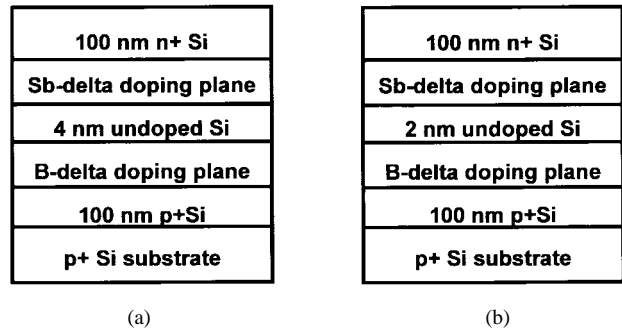 100 nm n+ Si
Sb-delta doping plane
4 nm undoped Si
B-delta doping plane
100 nm p+Si
p+ Si substrate
(a)
100 nm n+ Si
Sb-delta doping plane
2 nm undoped Si
B-delta doping plane
100 nm p+Si
p+ Si substrate
(b)